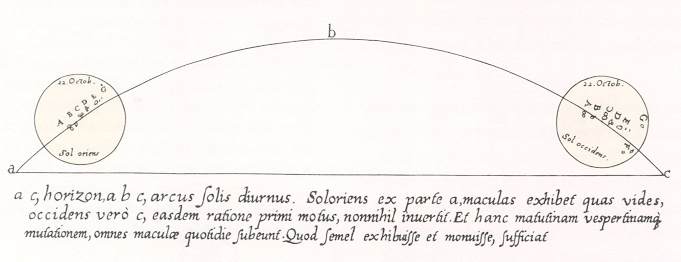 b
22. Octob.
A B C D E G
Sol oriens
22. Octob.
A B C D E G
Sol occidens.
a
c
a c, horizon, a b c, arcus solis diurnus. Sol oriens ex parte a, maculas exhibet quas vides,
occidens verò c, easdem ratione primi motus, nonnihil inuertit. Et hanc matutinam vespertinamq̃
mutationem, omnes maculæ quotidie subeunt. Quod semel exhibuisse et monuisse, sufficiat